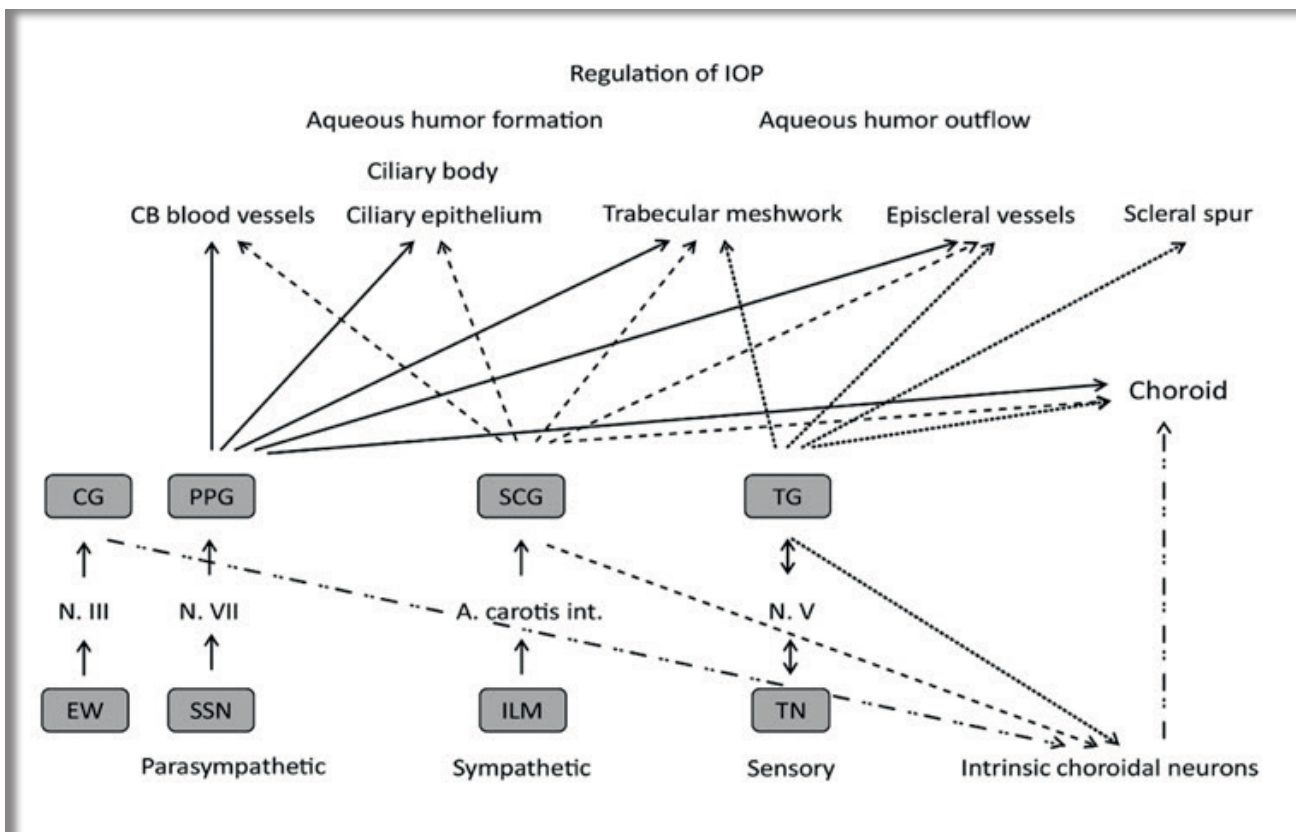 Regulation of IOP
Aqueous humor formation Aqueous humor outflow
Ciliary body
CB blood vessels Ciliary epithelium Trabecular meshwork Episcleral vessels Scleral spur
Choroid
CG PPG SCG TG
N. III N. VII A. carotis int. N. V
EW SSN ILM TN
Parasympathetic Sympathetic Sensory Intrinsic choroidal neurons